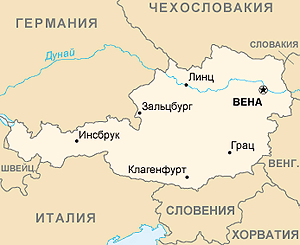 ЧЕХОСЛОВАКИЯ
ГЕРМАНИЯ
Дунай
СЛОВАКИЯ
Линц
ВЕНА
Зальцбург
Инсбрук
Грац
ШВЕЙЦ.
Клагенфурт
ВЕНГ.
ИТАЛИЯ
СЛОВЕНИЯ
ХОРВАТИЯ